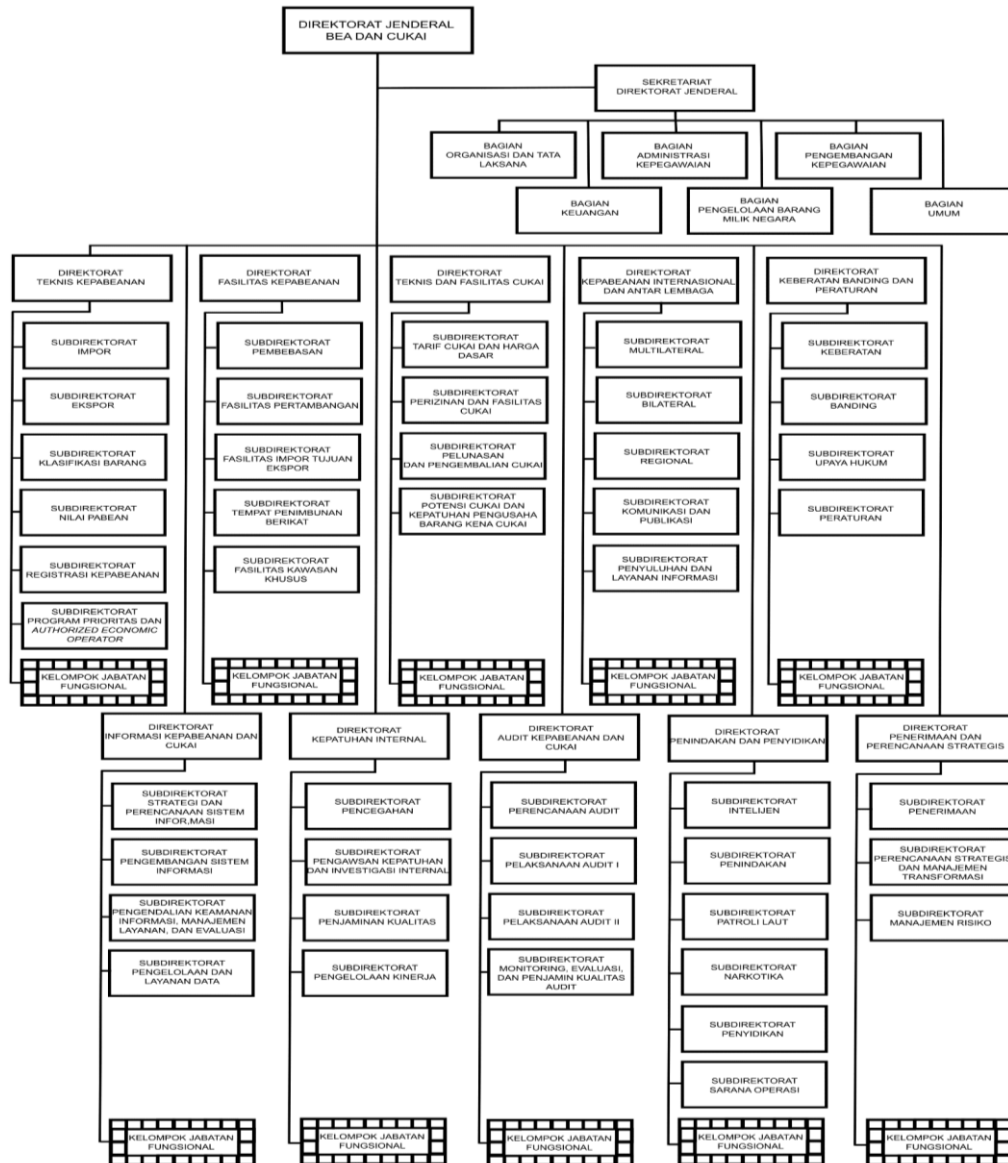 DIREKTORAT JENDERAL
BEA DAN CUKAI
SEKRETARIAT
DIREKTORAT JENDERAL
BAGIAN
ORGANISASI DAN TATA
LAKSANA
BAGIAN
ADMINISTRASI
KEPEGAWAIAN
BAGIAN
PENGEMBANGAN
KEPEGAWAIAN
BAGIAN
KEUANGAN
BAGIAN
PENGELOLAAN BARANG
MILIK NEGARA
BAGIAN
UMUM
DIREKTORAT
TEKNIS KEPABEANAN
SUBDIREKTORAT
IMPOR
SUBDIREKTORAT
EKSPOR
SUBDIREKTORAT
KLASIFIKASI BARANG
SUBDIREKTORAT
NILAI PABEAN
SUBDIREKTORAT
REGISTRASI KEPABEANAN
SUBDIREKTORAT
PROGRAM PRIORITAS DAN
AUTHORIZED ECONOMIC
OPERATOR
KELOMPOK JABATAN
FUNGSIONAL
DIREKTORAT
FASILITAS KEPABEANAN
SUBDIREKTORAT
PEMBEBASAN
SUBDIREKTORAT
FASILITAS PERTAMBANGAN
SUBDIREKTORAT
FASILITAS IMPOR TUJUAN
EKSPOR
SUBDIREKTORAT
TEMPAT PENIMBUNAN
BERIKAT
SUBDIREKTORAT
FASILITAS KAWASAN
KHUSUS
KELOMPOK JABATAN
FUNGSIONAL
DIREKTORAT
TEKNIS DAN FASILITAS CUKAI
SUBDIREKTORAT
TARIF CUKAI DAN HARGA
DASAR
SUBDIREKTORAT
PERIZINAN DAN FASILITAS
CUKAI
SUBDIREKTORAT
PELUNASAN
DAN PENGEMBALIAN CUKAI
SUBDIREKTORAT
POTENSI CUKAI DAN
KEPATUHAN PENGUSAHA
BARANG KENA CUKAI
KELOMPOK JABATAN
FUNGSIONAL
DIREKTORAT
KEPABEANAN INTERNASIONAL
DAN ANTAR LEMBAGA
SUBDIREKTORAT
MULTILATERAL
SUBDIREKTORAT
BILATERAL
SUBDIREKTORAT
REGIONAL
SUBDIREKTORAT
KOMUNIKASI DAN
PUBLIKASI
SUBDIREKTORAT
PENYULUHAN DAN
LAYANAN INFORMASI
KELOMPOK JABATAN
FUNGSIONAL
DIREKTORAT
KEBERATAN BANDING DAN
PERATURAN
SUBDIREKTORAT
KEBERATAN
SUBDIREKTORAT
BANDING
SUBDIREKTORAT
UPAYA HUKUM
SUBDIREKTORAT
PERATURAN
KELOMPOK JABATAN
FUNGSIONAL
DIREKTORAT
INFORMASI KEPABEANAN DAN
CUKAI
SUBDIREKTORAT
STRATEGI DAN
PERENCANAAN SISTEM
INFOR,MASI
SUBDIREKTORAT
PENGEMBANGAN SISTEM
INFORMASI
SUBDIREKTORAT
PENGENDALIAN KEAMANAN
INFORMASI, MANAJEMEN
LAYANAN, DAN EVALUASI
SUBDIREKTORAT
PENGELOLAAN DAN
LAYANAN DATA
KELOMPOK JABATAN
FUNGSIONAL
DIREKTORAT
KEPATUHAN INTERNAL
SUBDIREKTORAT
PENCEGAHAN
SUBDIREKTORAT
PENGAWSAN KEPATUHAN
DAN INVESTIGASI INTERNAL
SUBDIREKTORAT
PENJAMINAN KUALITAS
SUBDIREKTORAT
PENGELOLAAN KINERJA
KELOMPOK JABATAN
FUNGSIONAL
DIREKTORAT
AUDIT KEPABEANAN DAN
CUKAI
SUBDIREKTORAT
PERENCANAAN AUDIT
SUBDIREKTORAT
PELAKSANAAN AUDIT I
SUBDIREKTORAT
PELAKSANAAN AUDIT II
SUBDIREKTORAT
MONITORING, EVALUASI,
DAN PENJAMIN KUALITAS
AUDIT
KELOMPOK JABATAN
FUNGSIONAL
DIREKTORAT
PENINDAKAN DAN PENYIDIKAN
SUBDIREKTORAT
INTELIJEN
SUBDIREKTORAT
PENINDAKAN
SUBDIREKTORAT
PATROLI LAUT
SUBDIREKTORAT
NARKOTIKA
SUBDIREKTORAT
PENYIDIKAN
SUBDIREKTORAT
SARANA OPERASI
KELOMPOK JABATAN
FUNGSIONAL
DIREKTORAT
PENERIMAAN DAN
PERENCANAAN STRATEGIS
SUBDIREKTORAT
PENERIMAAN
SUBDIREKTORAT
PERENCANAAN STRATEGIS
DAN MANAJEMEN
TRANSFORMASI
SUBDIREKTORAT
MANAJEMEN RISIKO
KELOMPOK JABATAN
FUNGSIONAL